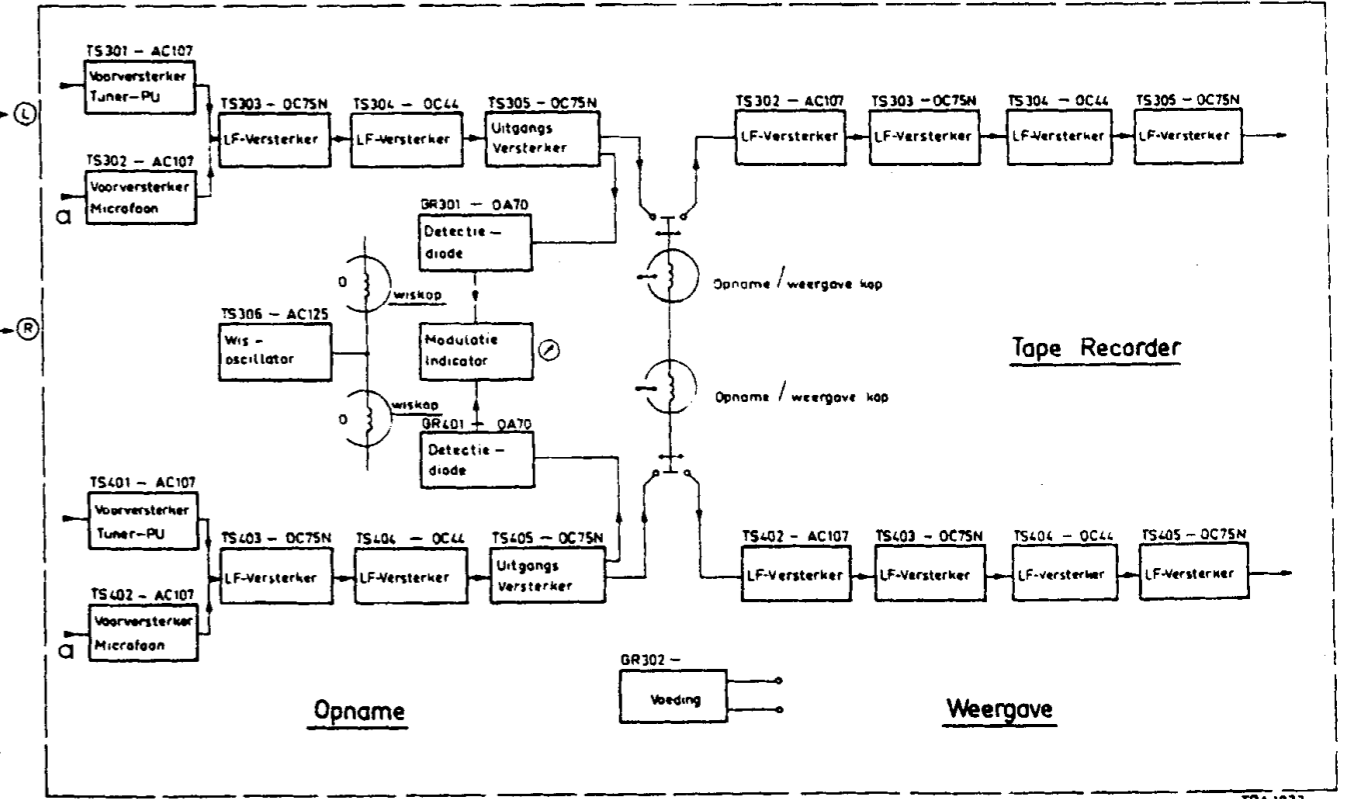 TS301 – AC107
Voorversterker
Tuner-PU
L
TS303 – OC75N
LF-Versterker
TS304 – OC44
LF-Versterker
TS305 – OC75N
Uitgangs
Versterker
TS302 – AC107
LF-Versterker
TS303 – OC75N
LF-Versterker
TS304 – OC44
LF-Versterker
TS305 – OC75N
LF-Versterker
TS302 – AC107
Voorversterker
Microfoon
a
GR301 – OA70
Detectie –
diode
wiskop
Opname / weergave kop
R
TS306 – AC125
Wis –
oscillator
Modulatie
indicator
Tape Recorder
Opname / weergave kop
wiskop
GR401 – OA70
Detectie –
diode
TS401 – AC107
Voorversterker
Tuner-PU
TS403 – OC75N
LF-Versterker
TS404 – OC44
LF-Versterker
TS405 – OC75N
Uitgangs
Versterker
TS402 – AC107
LF-Versterker
TS403 – OC75N
LF-Versterker
TS404 – OC44
LF-Versterker
TS405 – OC75N
LF-Versterker
TS402 – AC107
Voorversterker
Microfoon
a
GR302 –
Voeding
Opname
Weergave